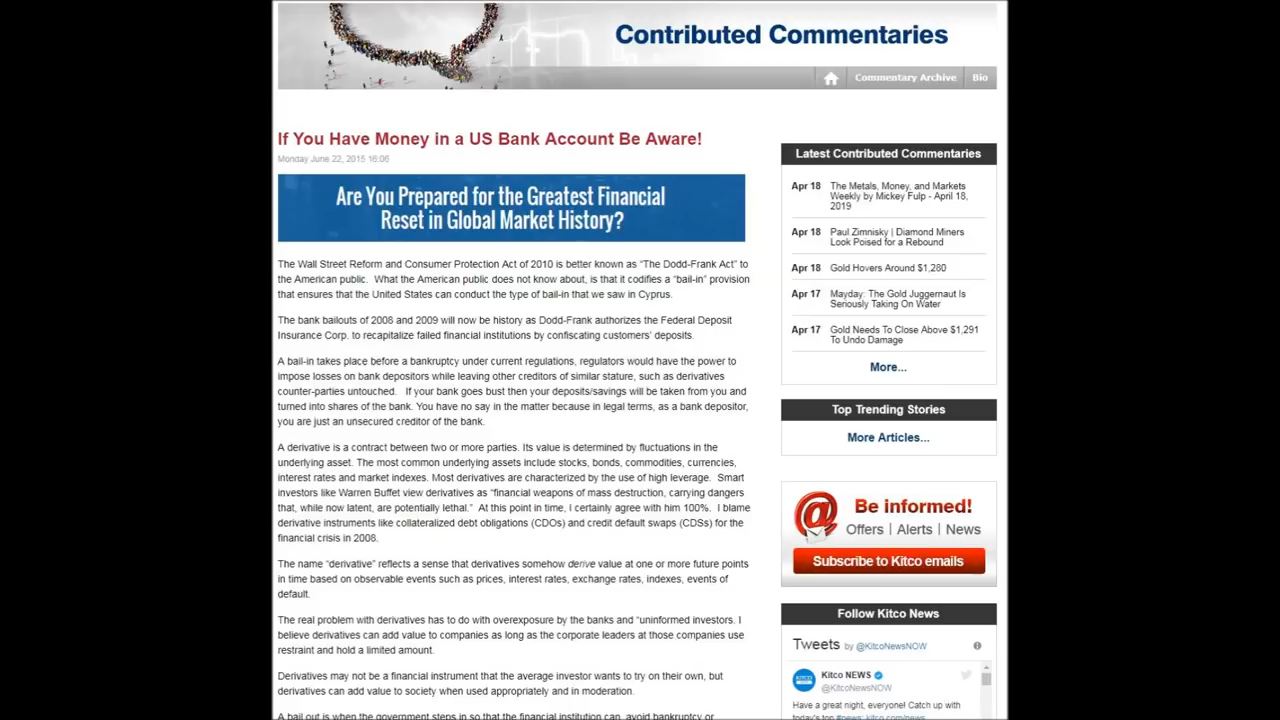 Contributed Commentaries
Commentary Archive
Bio
If You Have Money in a US Bank Account Be Aware!
Monday June 22, 2015 16:06
Are You Prepared for the Greatest Financial
Reset in Global Market History?
The Wall Street Reform and Consumer Protection Act of 2010 is better known as “The Dodd-Frank Act” to
the American public. What the American public does not know about, is that it codifies a “bail-in” provision
that ensures that the United States can conduct the type of bail-in that we saw in Cyprus.
The bank bailouts of 2008 and 2009 will now be history as Dodd-Frank authorizes the Federal Deposit
Insurance Corp. to recapitalize failed financial institutions by confiscating customers’ deposits.
A bail-in takes place before a bankruptcy under current regulations, regulators would have the power to
impose losses on bank depositors while leaving other creditors of similar stature, such as derivatives
counter-parties untouched. If your bank goes bust then your deposits/savings will be taken from you and
turned into shares of the bank. You have no say in the matter because in legal terms, as a bank depositor,
you are just an unsecured creditor of the bank.
A derivative is a contract between two or more parties. Its value is determined by fluctuations in the
underlying asset. The most common underlying assets include stocks, bonds, commodities, currencies,
interest rates and market indexes. Most derivatives are characterized by the use of high leverage. Smart
investors like Warren Buffet view derivatives as “financial weapons of mass destruction, carrying dangers
that, while now latent, are potentially lethal.” At this point in time, I certainly agree with him 100%. I blame
derivative instruments like collateralized debt obligations (CDOs) and credit default swaps (CDSs) for the
financial crisis in 2008.
The name “derivative” reflects a sense that derivatives somehow derive value at one or more future points
in time based on observable events such as prices, interest rates, exchange rates, indexes, events of
default.
The real problem with derivatives has to do with overexposure by the banks and “uninformed investors. I
believe derivatives can add value to companies as long as the corporate leaders at those companies use
restraint and hold a limited amount.
Derivatives may not be a financial instrument that the average investor wants to try on their own, but
derivatives can add value to society when used appropriately and in moderation.
A bail out is when the government steps in so that the financial institution can avoid bankruptcy or
Latest Contributed Commentaries
Apr 18 The Metals, Money, and Markets
Weekly by Mickey Fulp - April 18,
2019
Apr 18 Paul Zimnisky | Diamond Miners
Look Poised for a Rebound
Apr 18 Gold Hovers Around $1,280
Apr 17 Mayday: The Gold Juggernaut Is
Seriously Taking On Water
Apr 17 Gold Needs To Close Above $1,291
To Undo Damage
More...
Top Trending Stories
More Articles...
Be informed!
Offers | Alerts | News
Subscribe to Kitco emails
Follow Kitco News
Tweets by @KitcoNewsNOW
Kitco NEWS
@KitcoNewsNOW
Have a great night, everyone! Catch up with
today's top #news: kitco.com/news